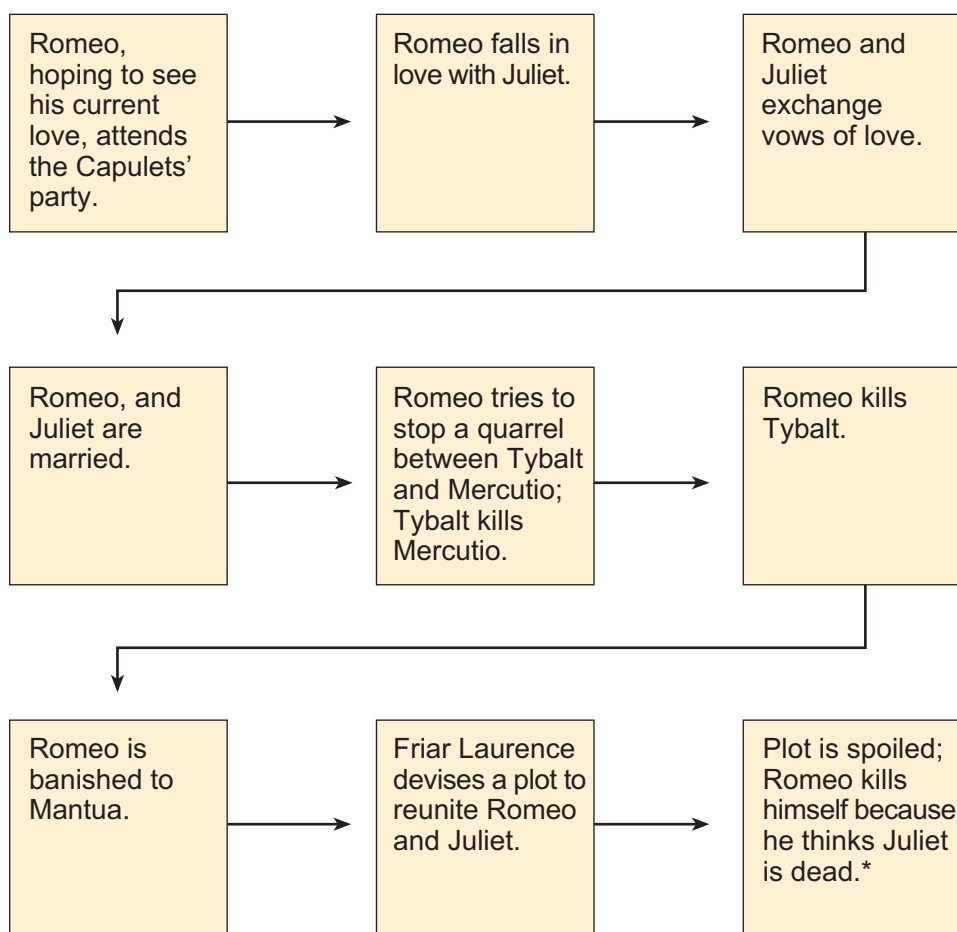 Romeo,
hoping to see
his current
love, attends
the Capulets’
party.
Romeo falls in
love with Juliet.
Romeo and
Juliet
exchange
vows of love.
Romeo, and
Juliet are
married.
Romeo tries to
stop a quarrel
between Tybalt
and Mercutio;
Tybalt kills
Mercutio.
Romeo kills
Tybalt.
Romeo is
banished to
Mantua.
Friar Laurence
devises a plot to
reunite Romeo
and Juliet.
Plot is spoiled;
Romeo kills
himself because
he thinks Juliet
is dead.*